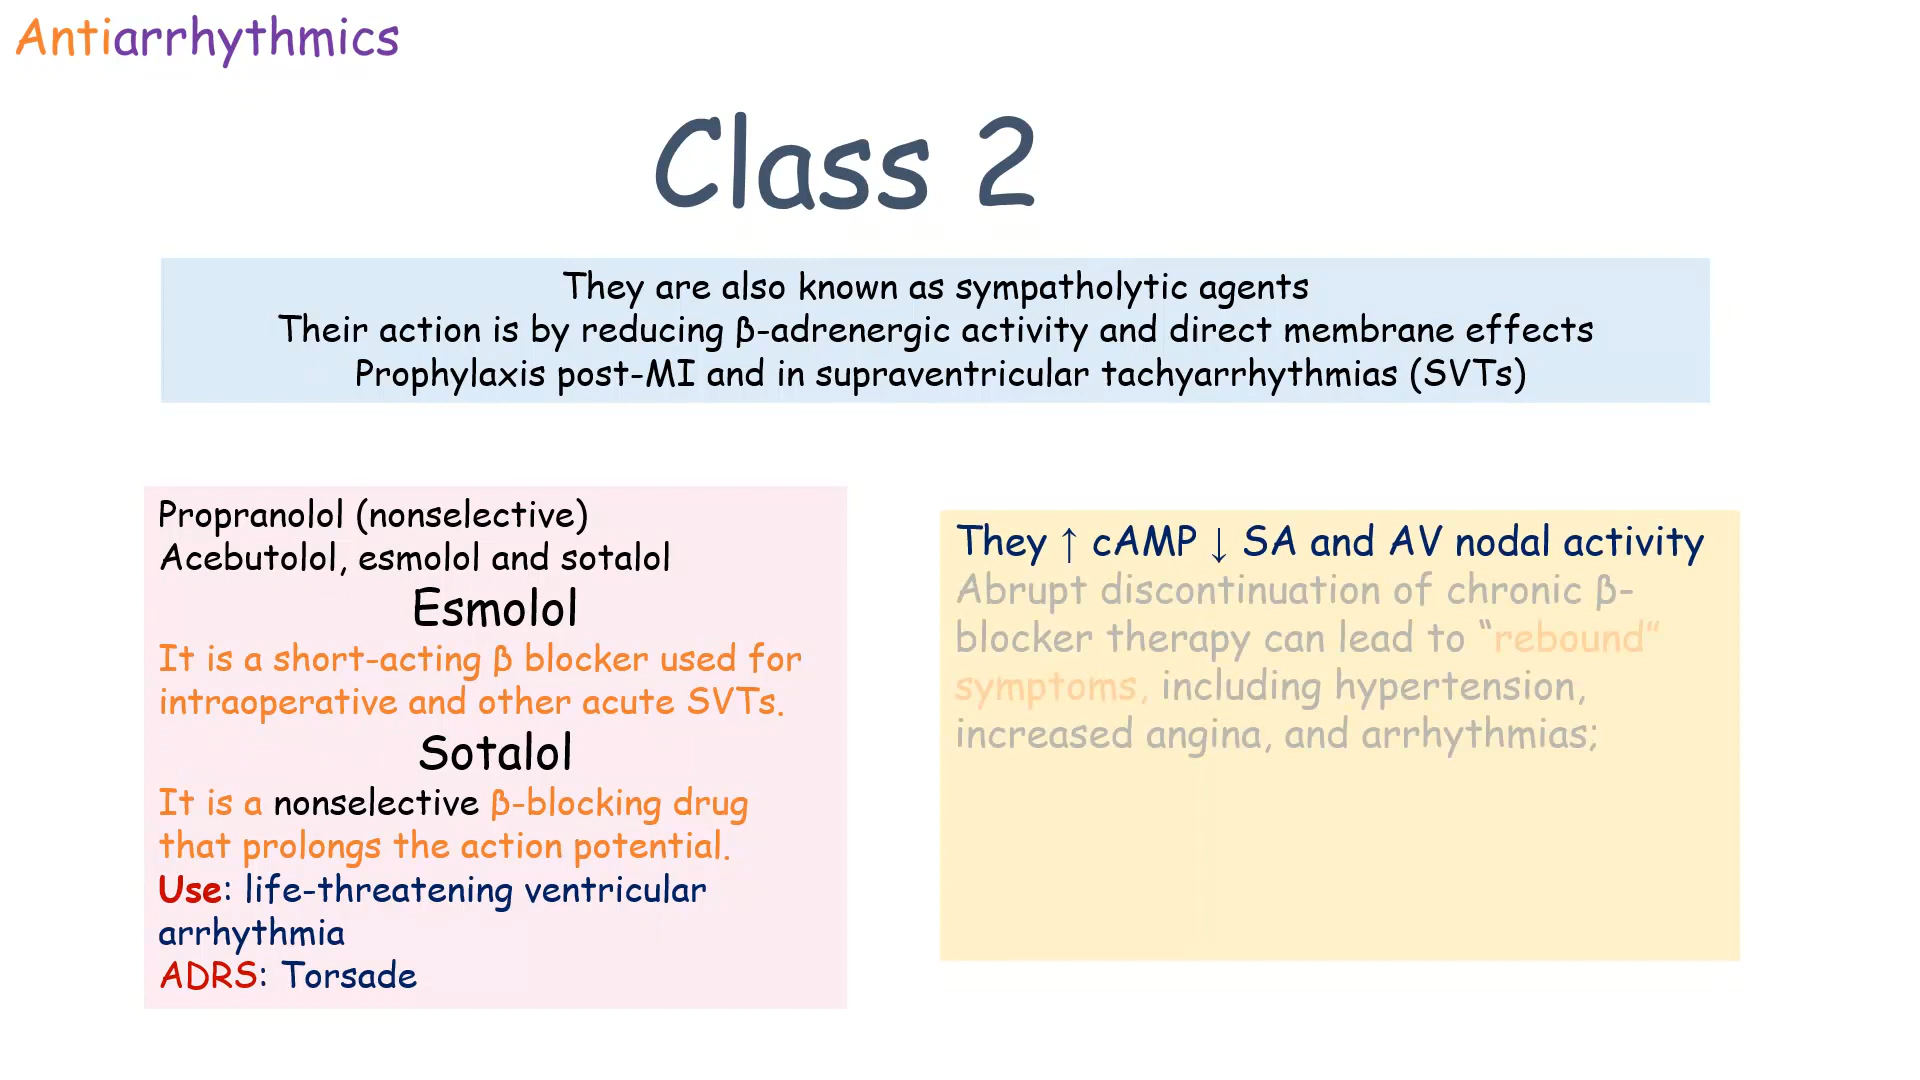 Antiarrhythmics
Class 2
They are also known as sympatholytic agents
Their action is by reducing β-adrenergic activity and direct membrane effects
Prophylaxis post-MI and in supraventricular tachyarrhythmias (SVTs)
Propranolol (nonselective)
Acebutolol, esmolol and sotalol
Esmolol
It is a short-acting β blocker used for
intraoperative and other acute SVTs.
Sotalol
It is a nonselective β-blocking drug
that prolongs the action potential.
Use: life-threatening ventricular
arrhythmia
ADRS: Torsade
They ↑ cAMP ↓ SA and AV nodal activity
Abrupt discontinuation of chronic β-
blocker therapy can lead to “rebound”
symptoms, including hypertension,
increased angina, and arrhythmias;